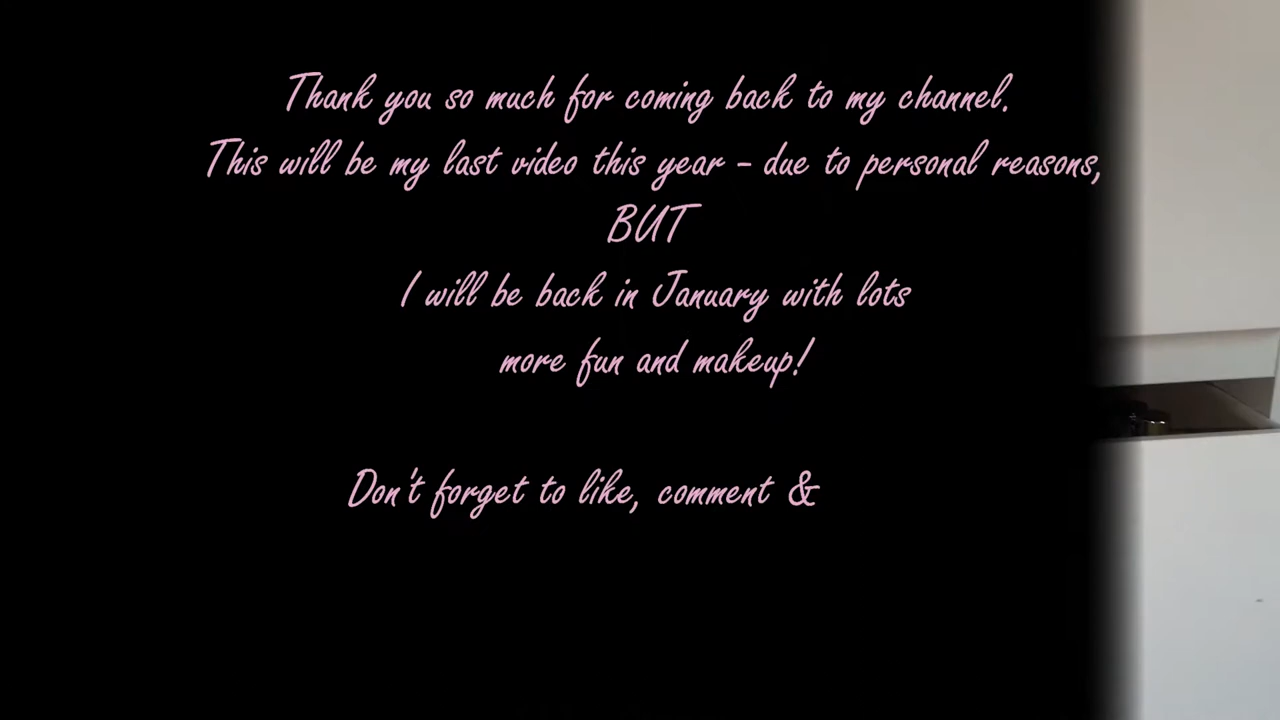 Thank you so much for coming back to my channel.
This will be my last video this year - due to personal reasons,
BUT
I will be back in January with lots
more fun and makeup!
Don't forget to like, comment &